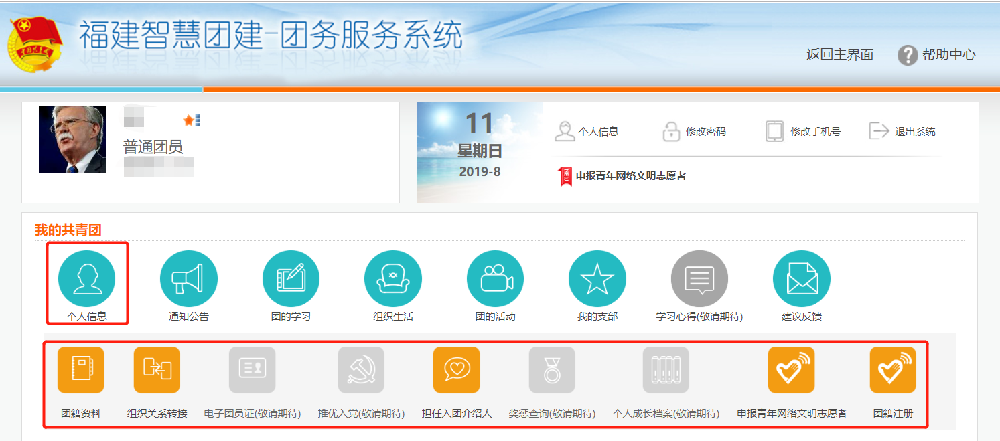 福建智慧团建-团务服务系统
返回主界面
帮助中心
普通团员
11
星期日
2019-8
个人信息
修改密码
修改手机号
退出系统
NEW
申报青年网络文明志愿者
我的共青团
个人信息
通知公告
团的学习
组织生活
团的活动
我的支部
学习心得(敬请期待)
建议反馈
团籍资料
组织关系转接
电子团员证(敬请期待)
推优入党(敬请期待)
担任入团介绍人
奖惩查询(敬请期待)
个人成长档案(敬请期待)
申报青年网络文明志愿者
团籍注册